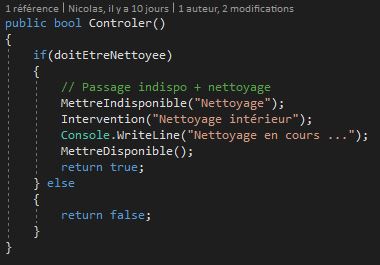 1 référence | Nicolas, il y a 10 jours | 1 auteur, 2 modifications
public bool Controler()
{
    if(doitEtreNettoyee)
    {
        // Passage indispo + nettoyage
        MettreIndisponible("Nettoyage");
        Intervention("Nettoyage intérieur");
        Console.WriteLine("Nettoyage en cours ...");
        MettreDisponible();
        return true;
    } else
    {
        return false;
    }
}